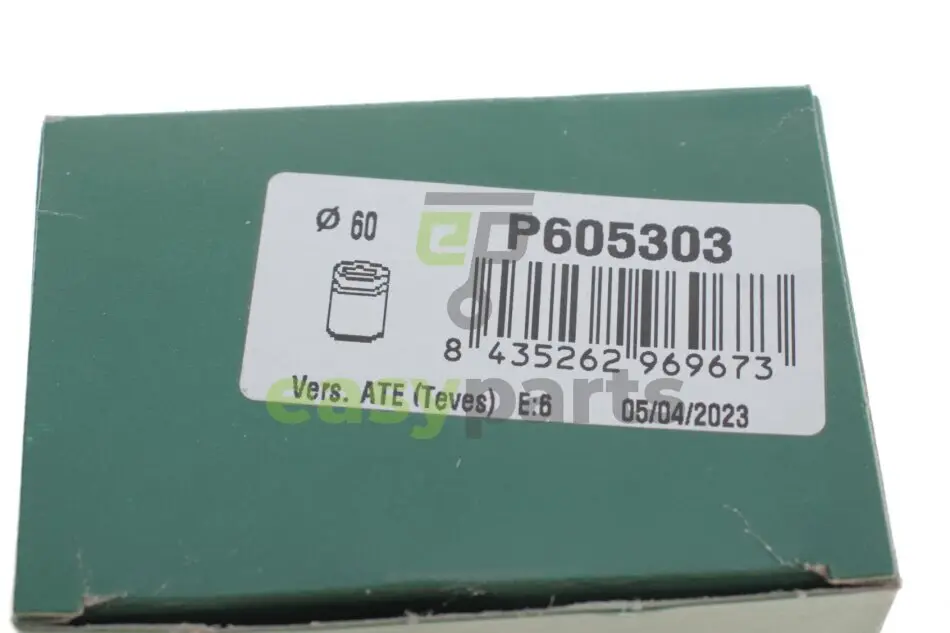 Ø 60
P605303
8 435262 969673
Vers. ATE (Teves) E:6 05/04/2023
easyparts